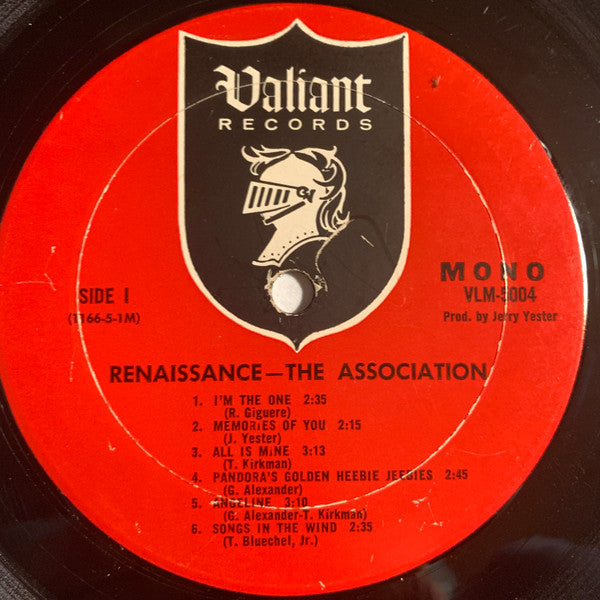 Valiant
RECORDS
MONO
SIDE 1
VLM-5004
(1166-5-1M)
Prod. by Jerry Yester
RENAISSANCE—THE ASSOCIATION
1. I'M THE ONE 2:35
(R. Giguere)
2. MEMORIES OF YOU 2:15
(J. Yester)
3. ALL IS MINE 3:13
(T. Kirkman)
4. PANDORA'S GOLDEN HEEBIE JEEBIES 2:45
(G. Alexander)
5. ANGELINE 3:10
(G. Alexander-T. Kirkman)
6. SONGS IN THE WIND 2:35
(T. Bluechel, Jr.)